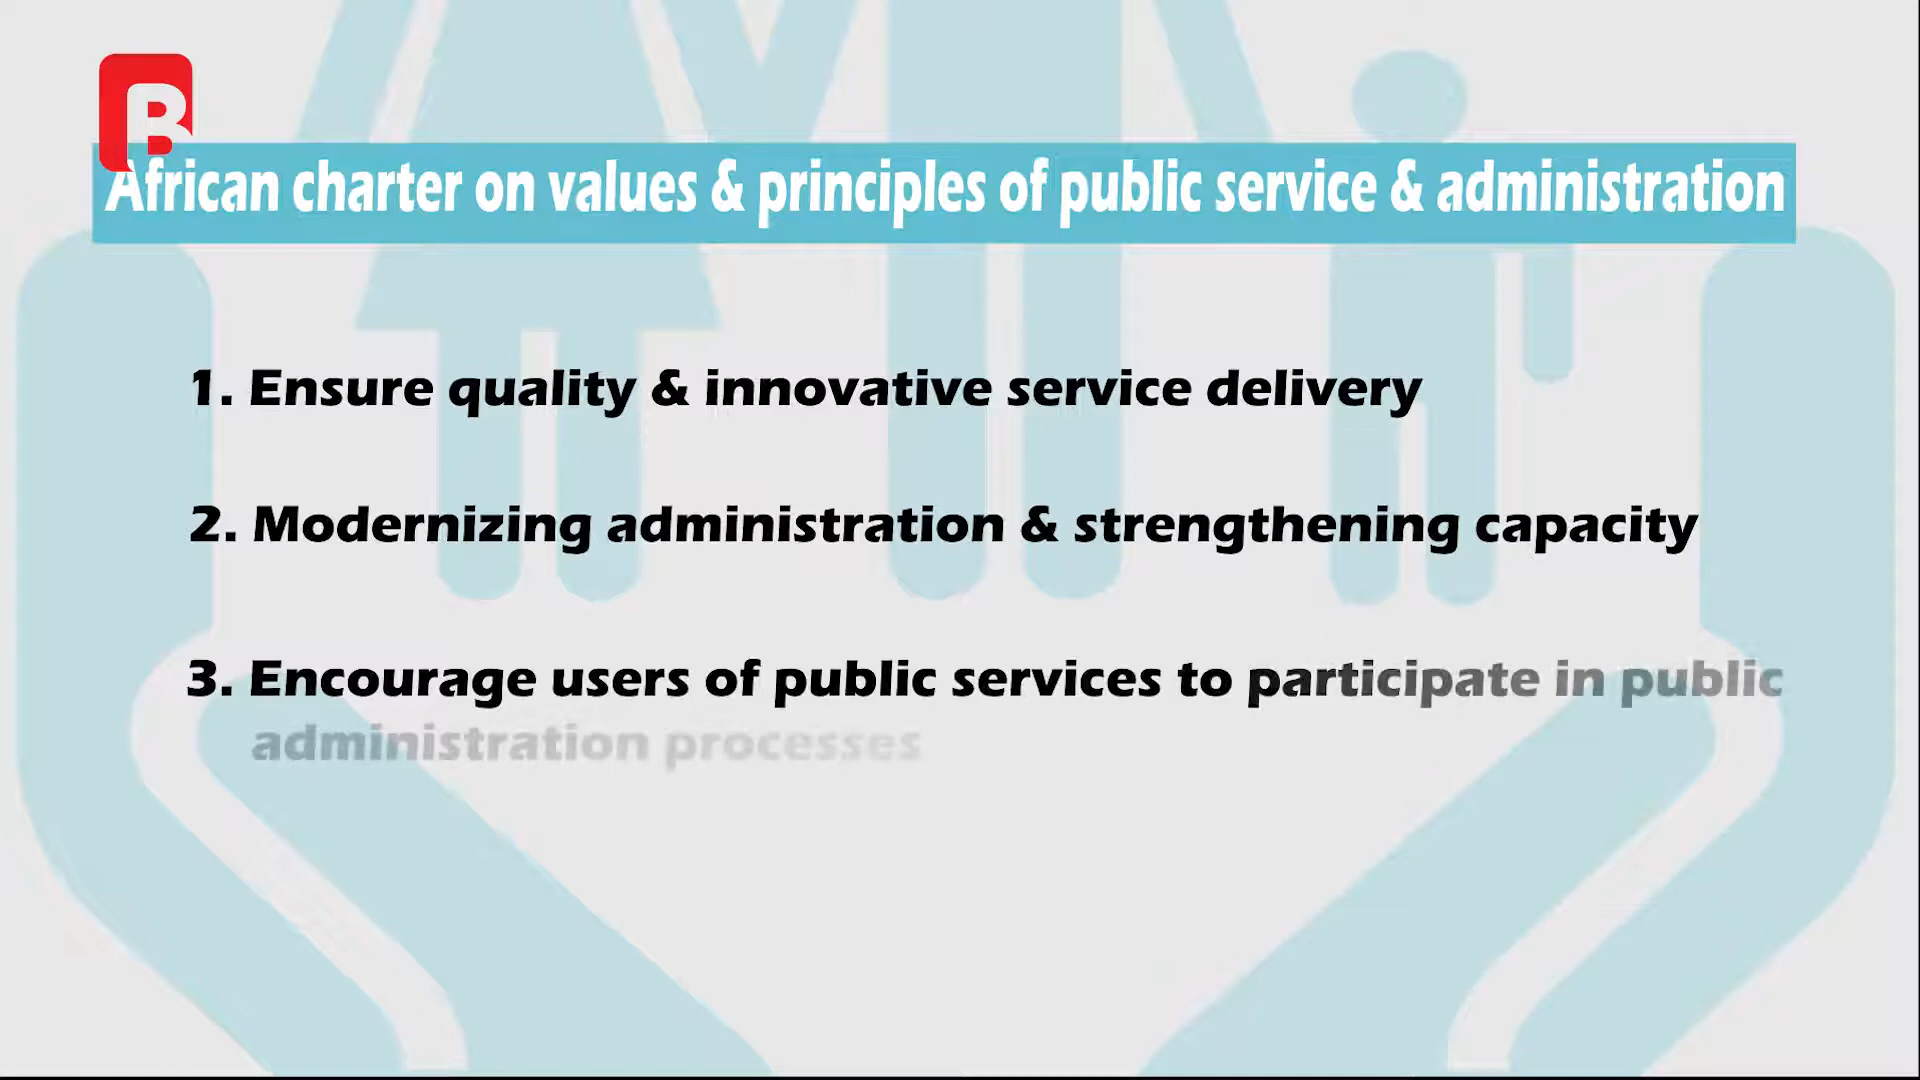 B
African charter on values & principles of public service & administration
1. Ensure quality & innovative service delivery
2. Modernizing administration & strengthening capacity
3. Encourage users of public services to participate in public
administration processes